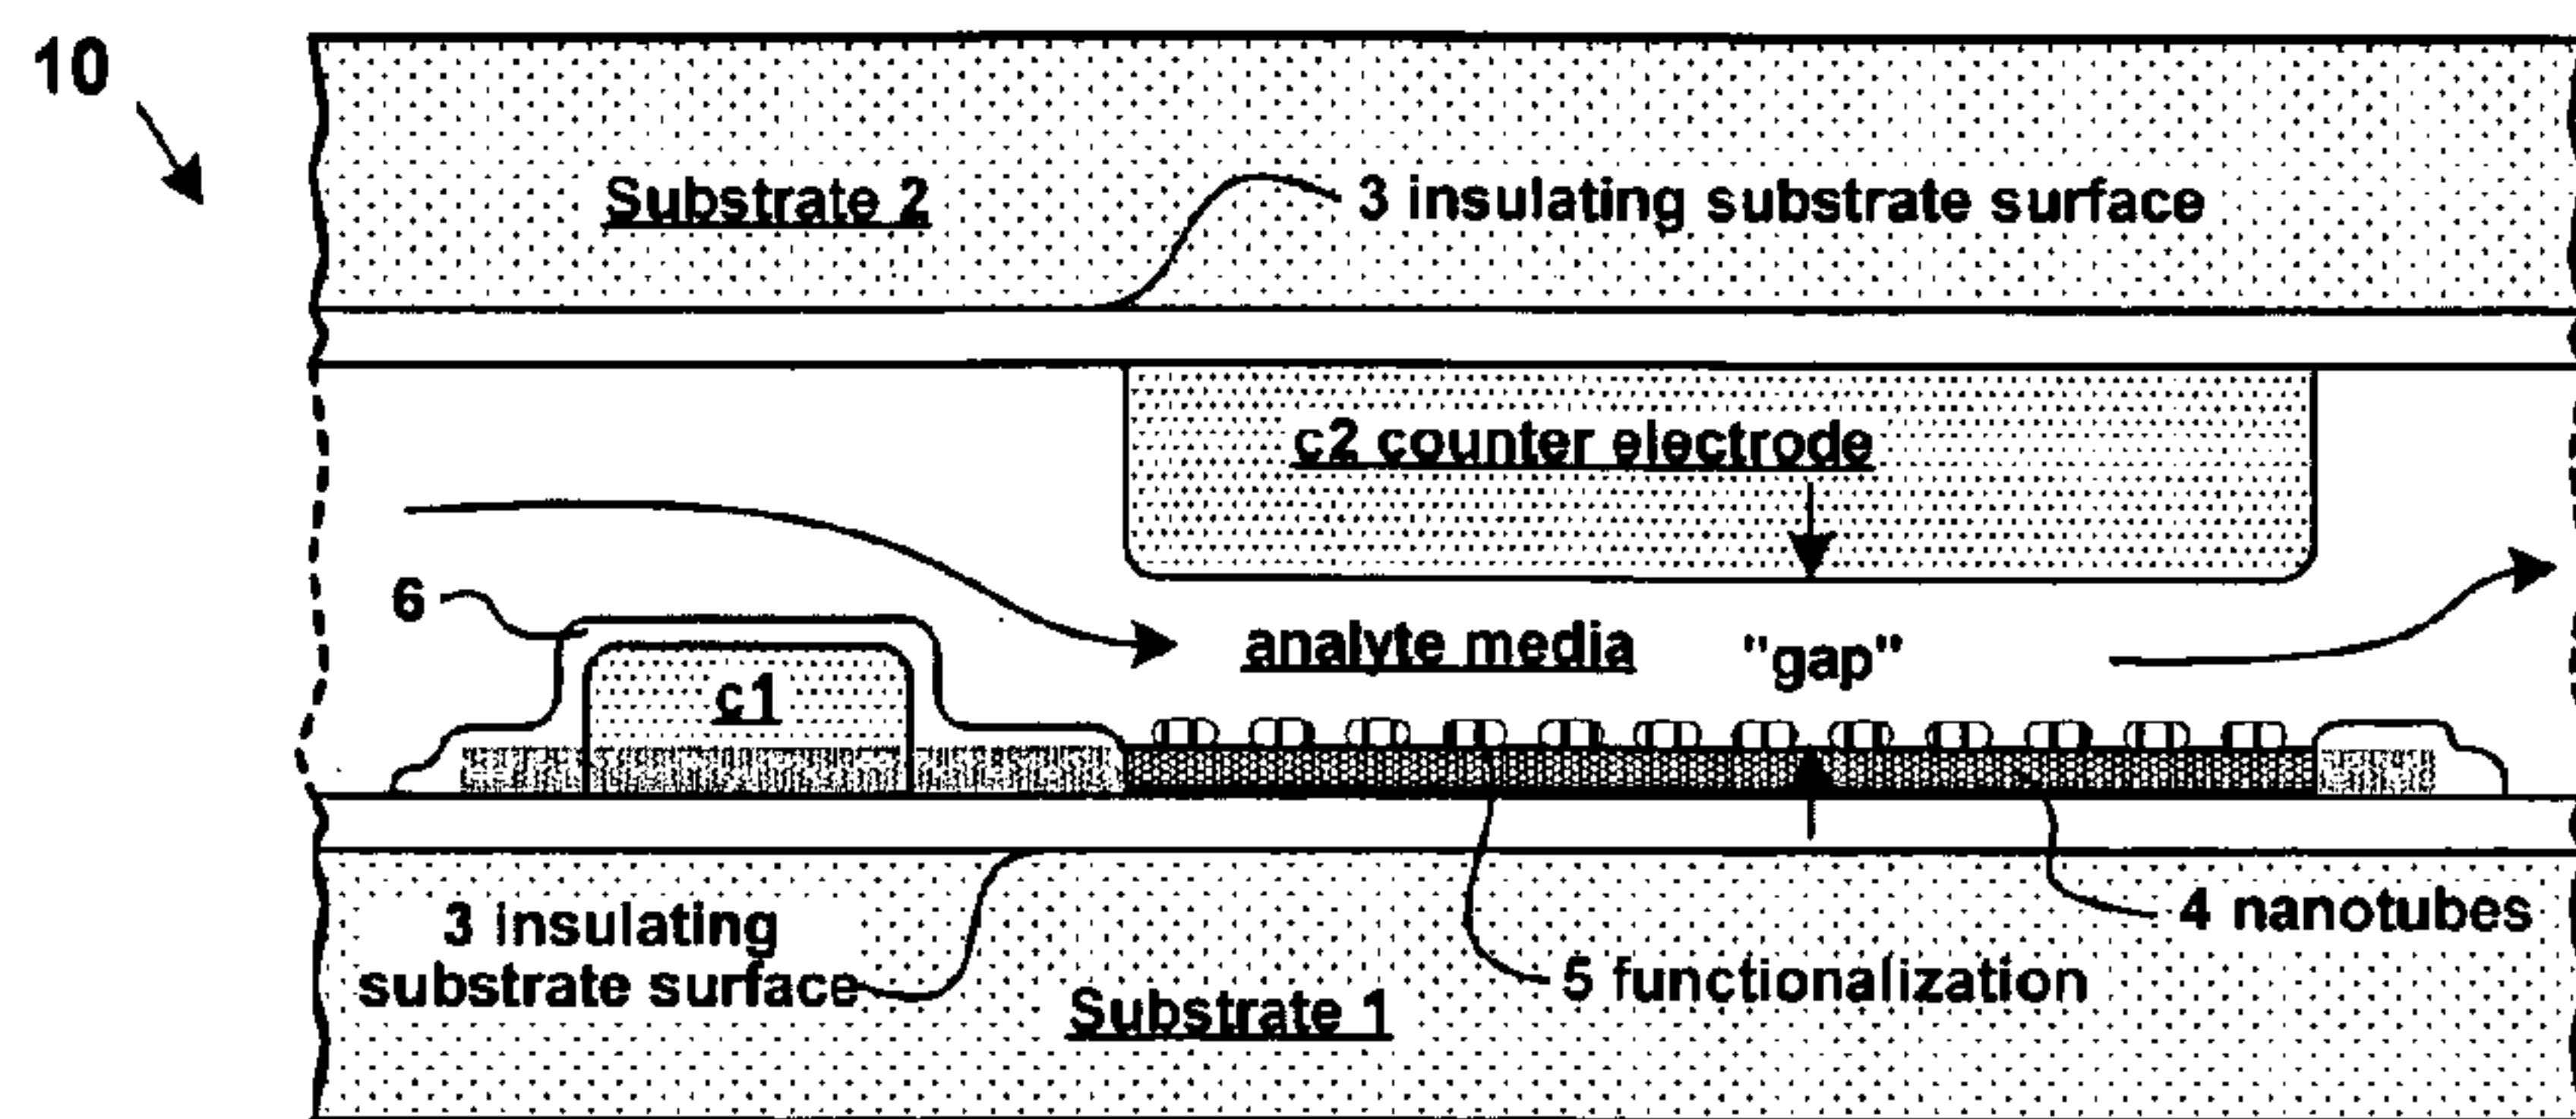 10
Substrate 2
3 insulating substrate surface
c2 counter electrode
6
analyte media
"gap"
c1
3 insulating
substrate surface
4 nanotubes
5 functionalization
Substrate 1